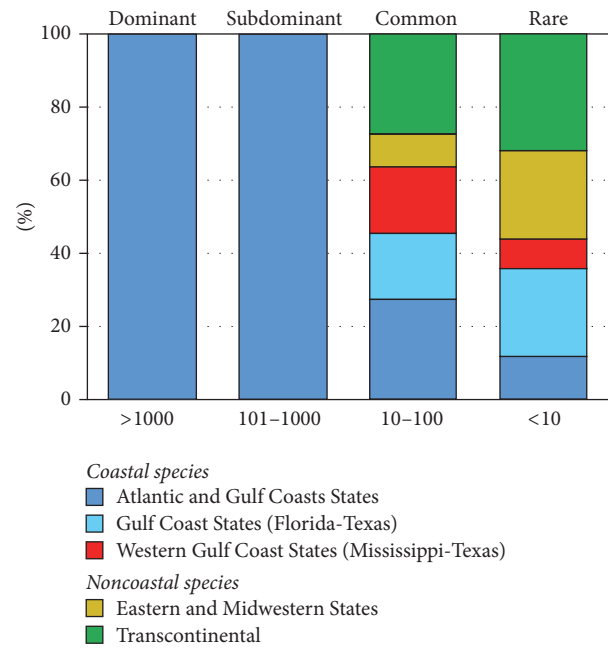 Dominant Subdominant Common Rare
100
80
60
40
20
0
(%)
>1000 101–1000 10–100 <10
Coastal species
Atlantic and Gulf Coasts States
Gulf Coast States (Florida-Texas)
Western Gulf Coast States (Mississippi-Texas)
Noncoastal species
Eastern and Midwestern States
Transcontinental